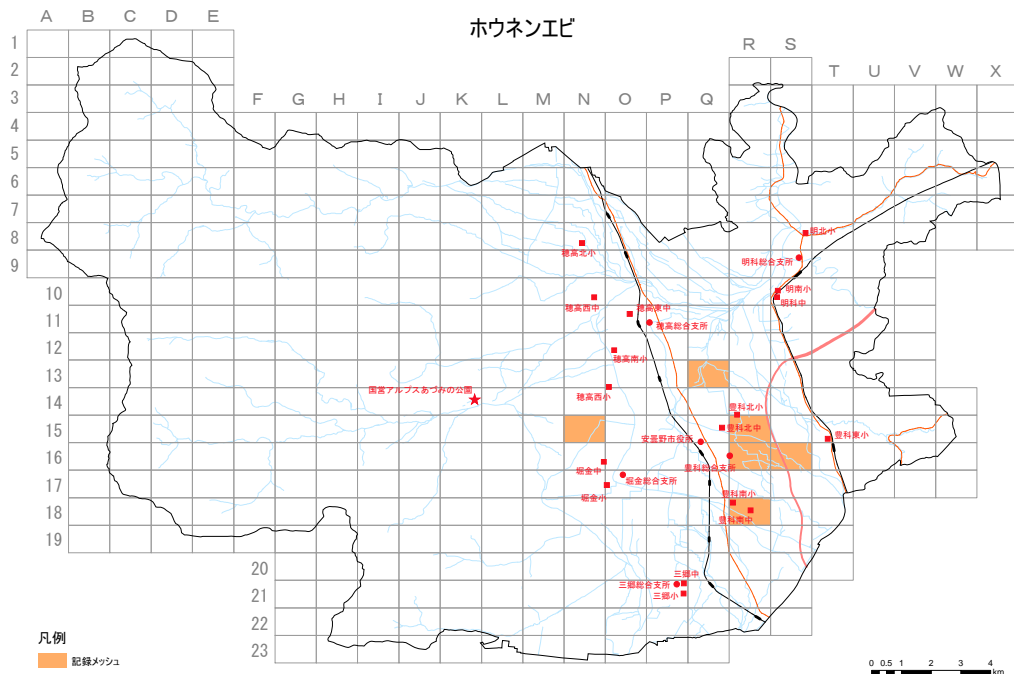 ホウネンエビ
A B C D E
R S
T U V W X
F G H I J K L M N O P Q
1
2
3
4
5
6
7
8
9
10
11
12
13
14
15
16
17
18
19
20
21
22
23
明北小
穂高北小
明科総合支所
明南小
穂高西中
明科中
穂高東中
穂高総合支所
穂高南小
国営アルプスあづみの公園
穂高西小
豊科北小
豊科北中
豊科東小
安曇野市役所
豊科総合支所
堀金中
堀金総合支所
堀金小
豊科南小
豊科南中
三郷中
三郷総合支所
三郷小
凡例
記録メッシュ
0 0.5 1 2 3 4
km